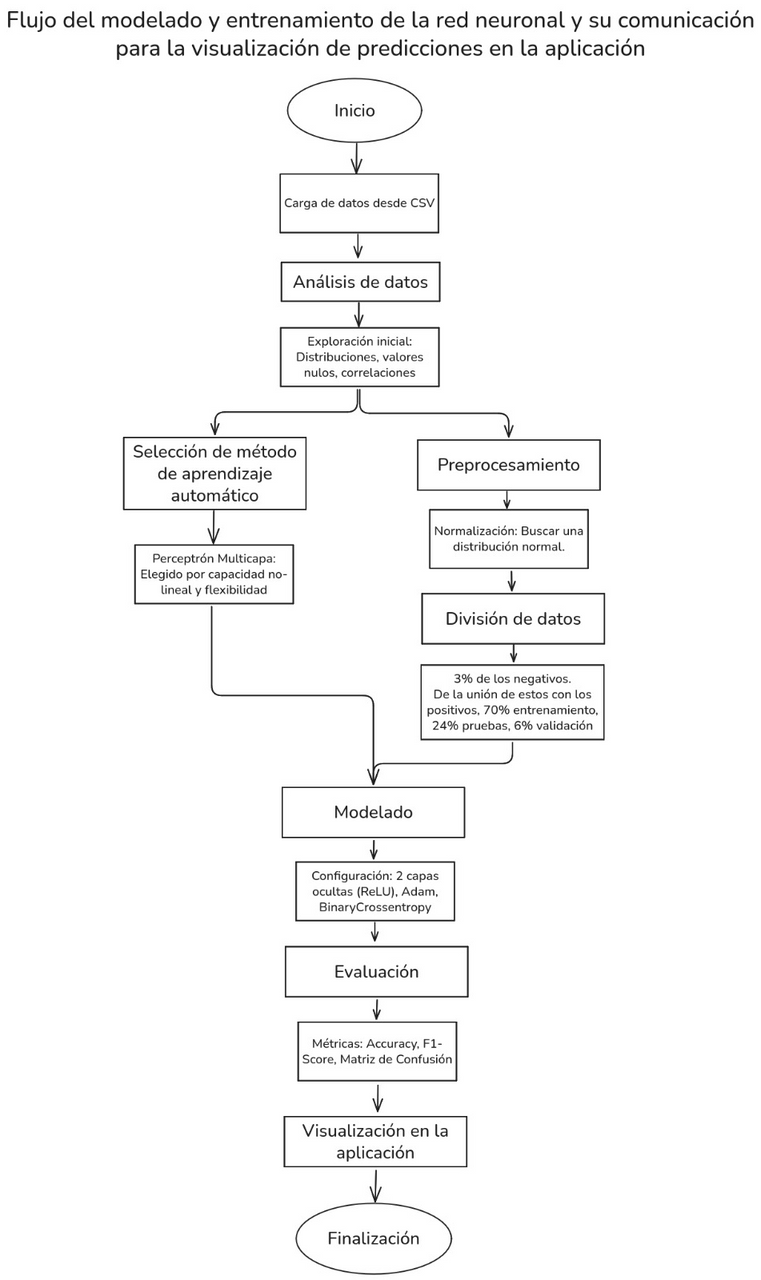 Flujo del modelado y entrenamiento de la red neuronal y su comunicación
para la visualización de predicciones en la aplicación
Inicio
Carga de datos desde CSV
Análisis de datos
Exploración inicial:
Distribuciones, valores
nulos, correlaciones
Selección de método
de aprendizaje
automático
Perceptrón Multicapa:
Elegido por capacidad no-
lineal y flexibilidad
Preprocesamiento
Normalización: Buscar una
distribución normal.
División de datos
3% de los negativos.
De la unión de estos con los
positivos, 70% entrenamiento,
24% pruebas, 6% validación
Modelado
Configuración: 2 capas
ocultas (ReLU), Adam,
BinaryCrossentropy
Evaluación
Métricas: Accuracy, F1-
Score, Matriz de Confusión
Visualización en la
aplicación
Finalización